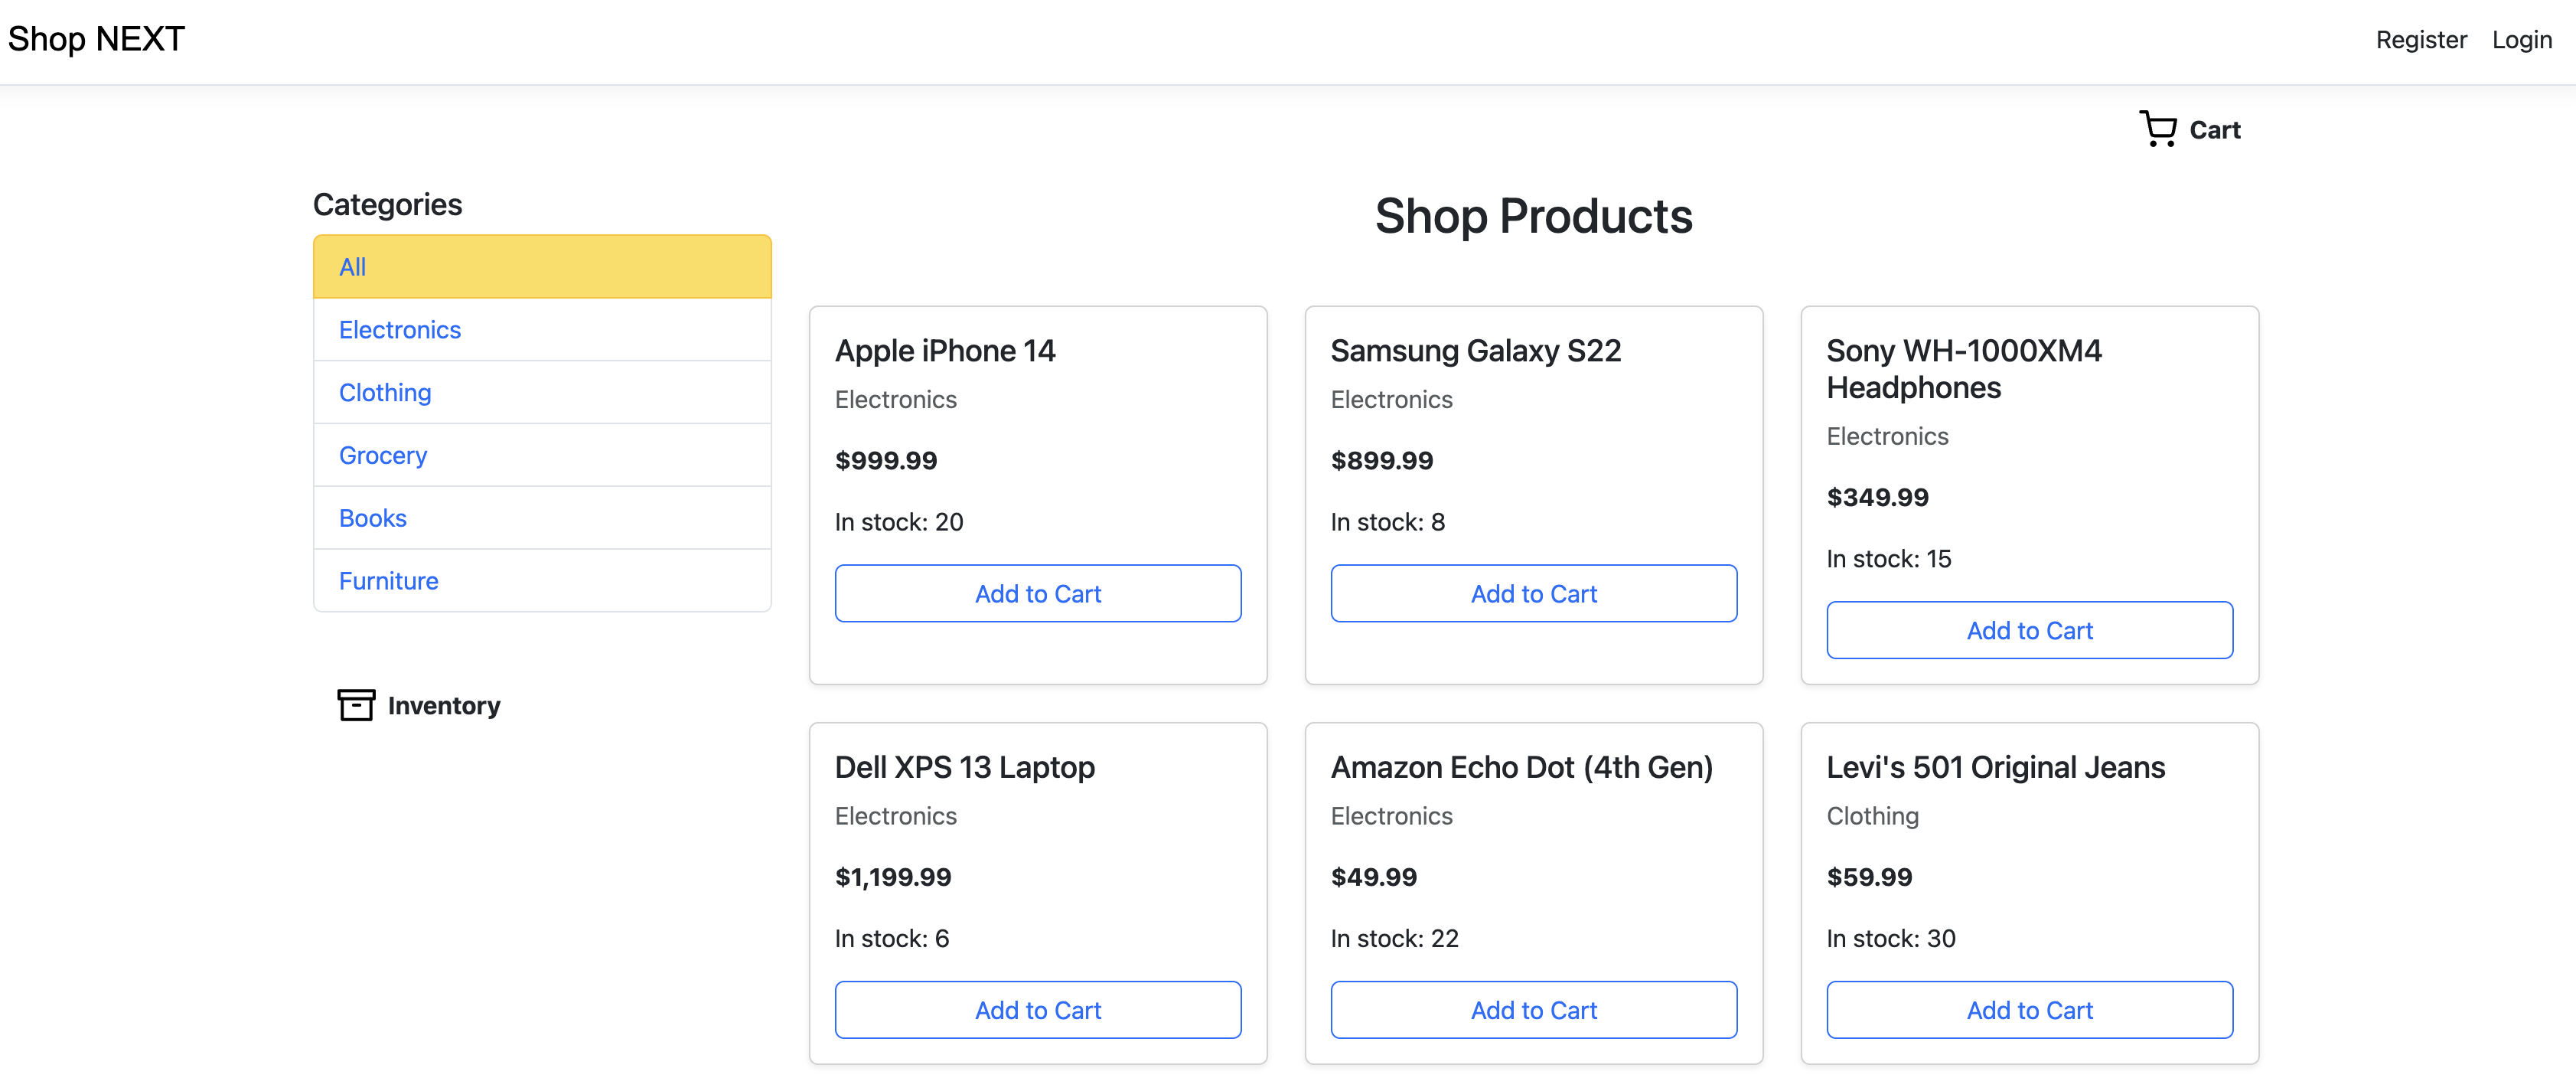 Shop NEXT
Register
Login
Cart
Categories
All
Electronics
Clothing
Grocery
Books
Furniture
Inventory
Shop Products
Apple iPhone 14
Electronics
$999.99
In stock: 20
Add to Cart
Samsung Galaxy S22
Electronics
$899.99
In stock: 8
Add to Cart
Sony WH-1000XM4
Headphones
Electronics
$349.99
In stock: 15
Add to Cart
Dell XPS 13 Laptop
Electronics
$1,199.99
In stock: 6
Add to Cart
Amazon Echo Dot (4th Gen)
Electronics
$49.99
In stock: 22
Add to Cart
Levi's 501 Original Jeans
Clothing
$59.99
In stock: 30
Add to Cart